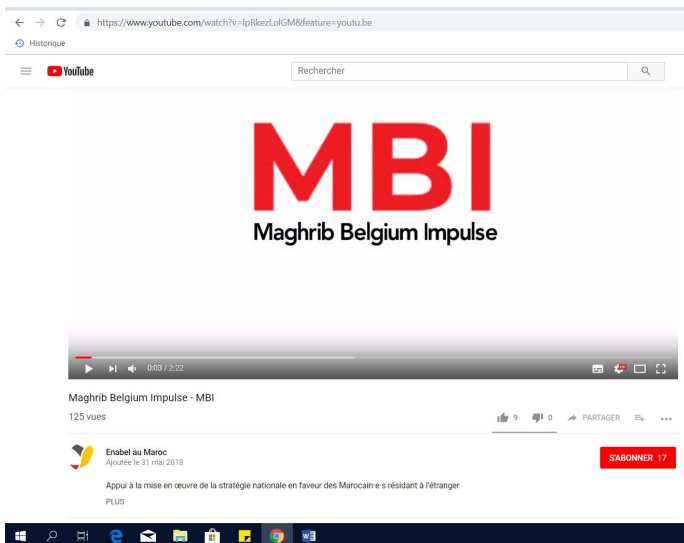 https://www.youtube.com/watch?v=lpRkezLolGM&feature=youtu.be
Historique
YouTube
Rechercher
MBI
Maghrib Belgium Impulse
0:03 / 2:22
HD
Maghrib Belgium Impulse - MBI
125 vues
9 0 PARTAGER
Enabel au Maroc
Ajoutée le 31 mai 2018
S'ABONNER 17
Appui à la mise en œuvre de la stratégie nationale en faveur des Marocain·e·s résidant à l'étranger
PLUS